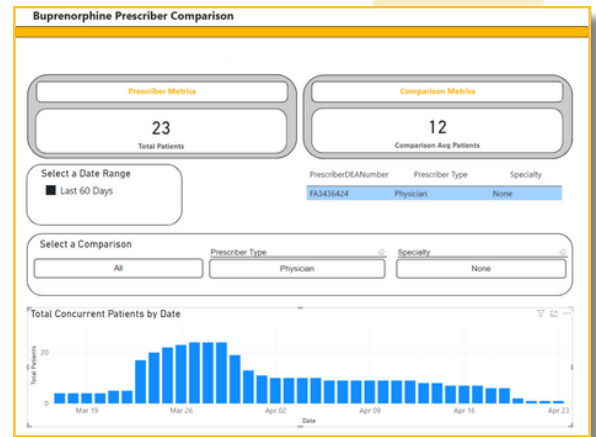 Buprenorphine Prescriber Comparison
Prescriber Metrics
Comparison Metrics
23
Total Patients
12
Comparison Avg Patients
Select a Date Range
Last 60 Days
PrescriberDEANumber Prescriber Type Specialty
FA3436424 Physician None
Select a Comparison
Prescriber Type
Specialty
All
Physician
None
Total Concurrent Patients by Date
Total Patients
20
0
Mar 19 Mar 26 Apr 02 Apr 09 Apr 16 Apr 23
Date